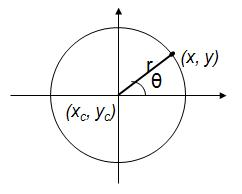 (x, y)
r
θ
(xc, yc)